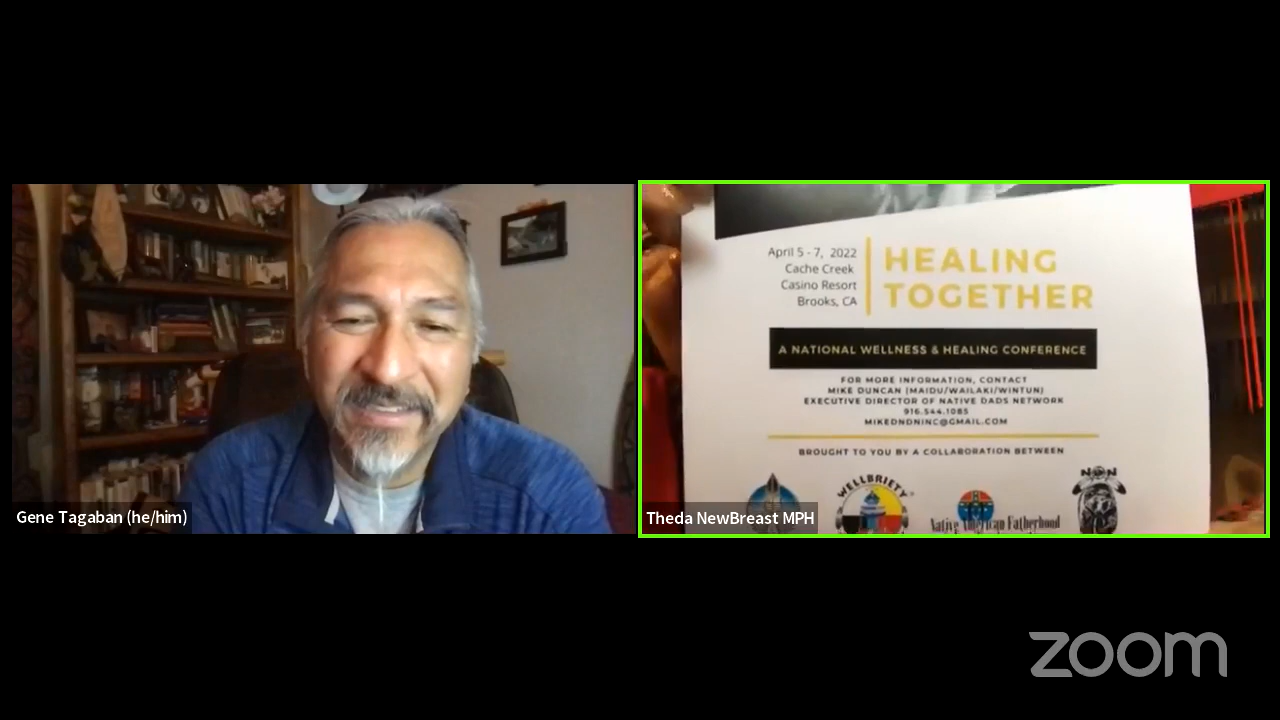 April 5 - 7, 2022
Cache Creek
Casino Resort
Brooks, CA
HEALING
TOGETHER
A NATIONAL WELLNESS & HEALING CONFERENCE
FOR MORE INFORMATION, CONTACT
MIKE DUNCAN (MAIDU/WAILAKI/WINTUN)
EXECUTIVE DIRECTOR OF NATIVE DADS NETWORK
916.544.1085
MIKEDNDNINC@GMAIL.COM
BROUGHT TO YOU BY A COLLABORATION BETWEEN
WELLBRIETY
Native American Fatherhood
NDN
Gene Tagaban (he/him)
Theda NewBreast MPH
zoom